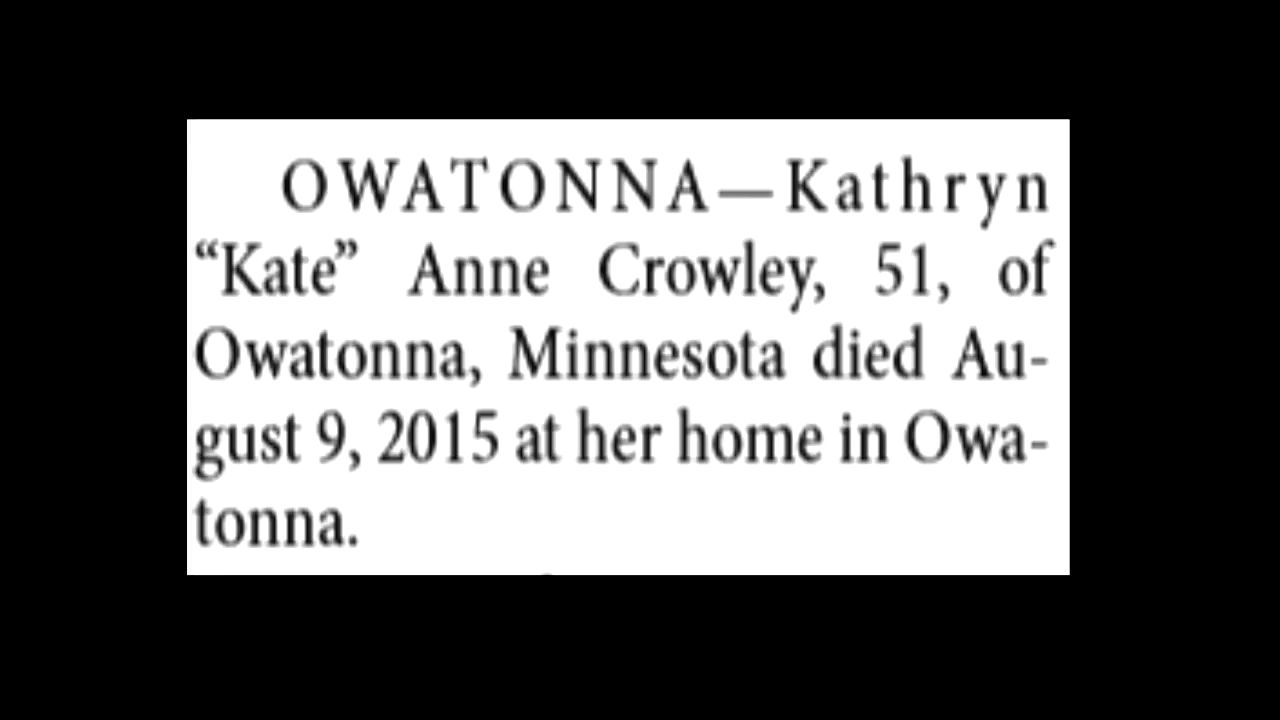 OWATONNA—Kathryn
“Kate” Anne Crowley, 51, of
Owatonna, Minnesota died Au-
gust 9, 2015 at her home in Owa-
tonna.